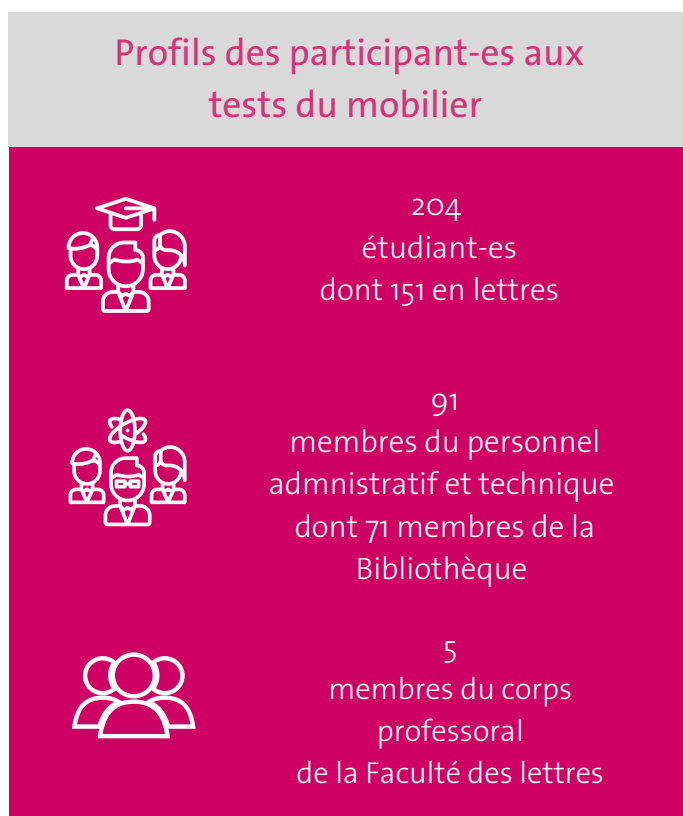 Profils des participant-es aux
tests du mobilier
204
étudiant-es
dont 151 en lettres
91
membres du personnel
admnistratif et technique
dont 71 membres de la
Bibliothèque
5
membres du corps
professoral
de la Faculté des lettres